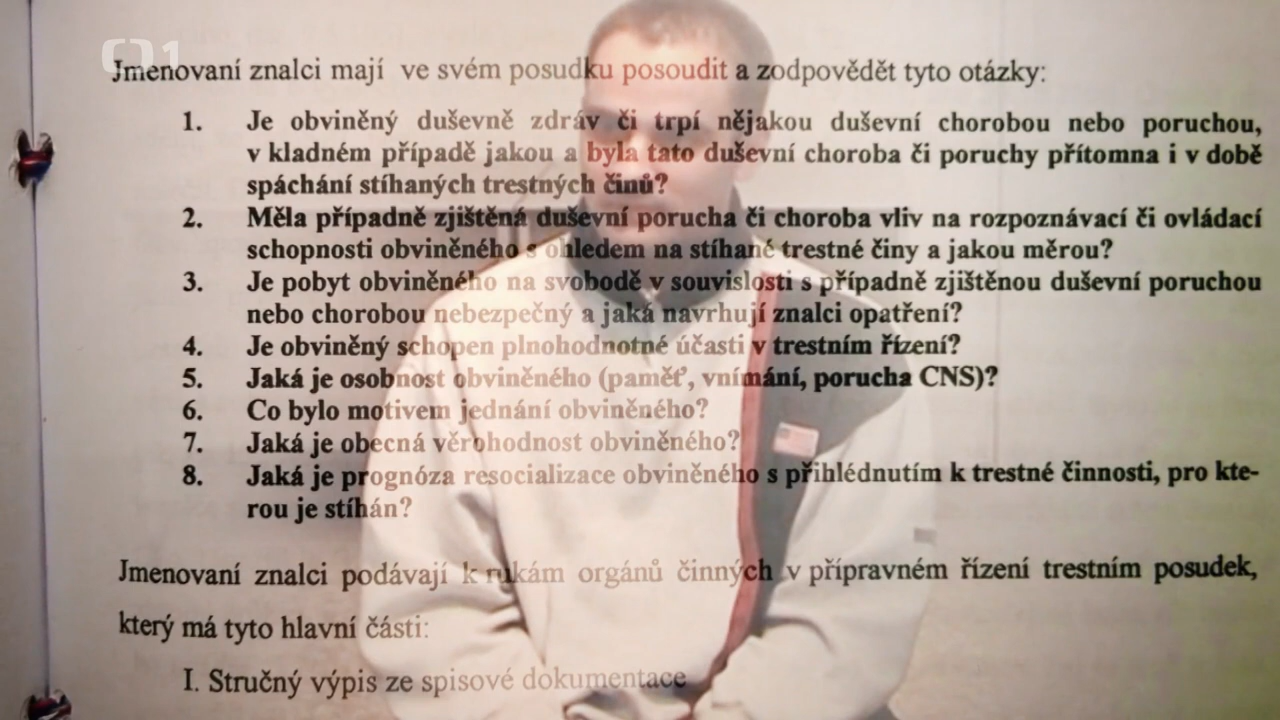 1
Jmenovaní znalci mají ve svém posudku posoudit a zodpovědět tyto otázky:
1. Je obviněný duševně zdráv či trpí nějakou duševní chorobou nebo poruchou,
v kladném případě jakou a byla tato duševní choroba či poruchy přítomna i v době
spáchání stíhaných trestných činů?
2. Měla případně zjištěná duševní porucha či choroba vliv na rozpoznávací či ovládací
schopnosti obviněného s ohledem na stíhané trestné činy a jakou měrou?
3. Je pobyt obviněného na svobodě v souvislosti s případně zjištěnou duševní poruchou
nebo chorobou nebezpečný a jaká navrhují znalci opatření?
4. Je obviněný schopen plnohodnotné účasti v trestním řízení?
5. Jaká je osobnost obviněného (paměť, vnímání, porucha CNS)?
6. Co bylo motivem jednání obviněného?
7. Jaká je obecná věrohodnost obviněného?
8. Jaká je prognóza resocializace obviněného s přihlédnutím k trestné činnosti, pro kte-
rou je stíhán?
Jmenovaní znalci podávají k rukám orgánů činných v přípravném řízení trestním posudek,
který má tyto hlavní části:
I. Stručný výpis ze spisové dokumentace